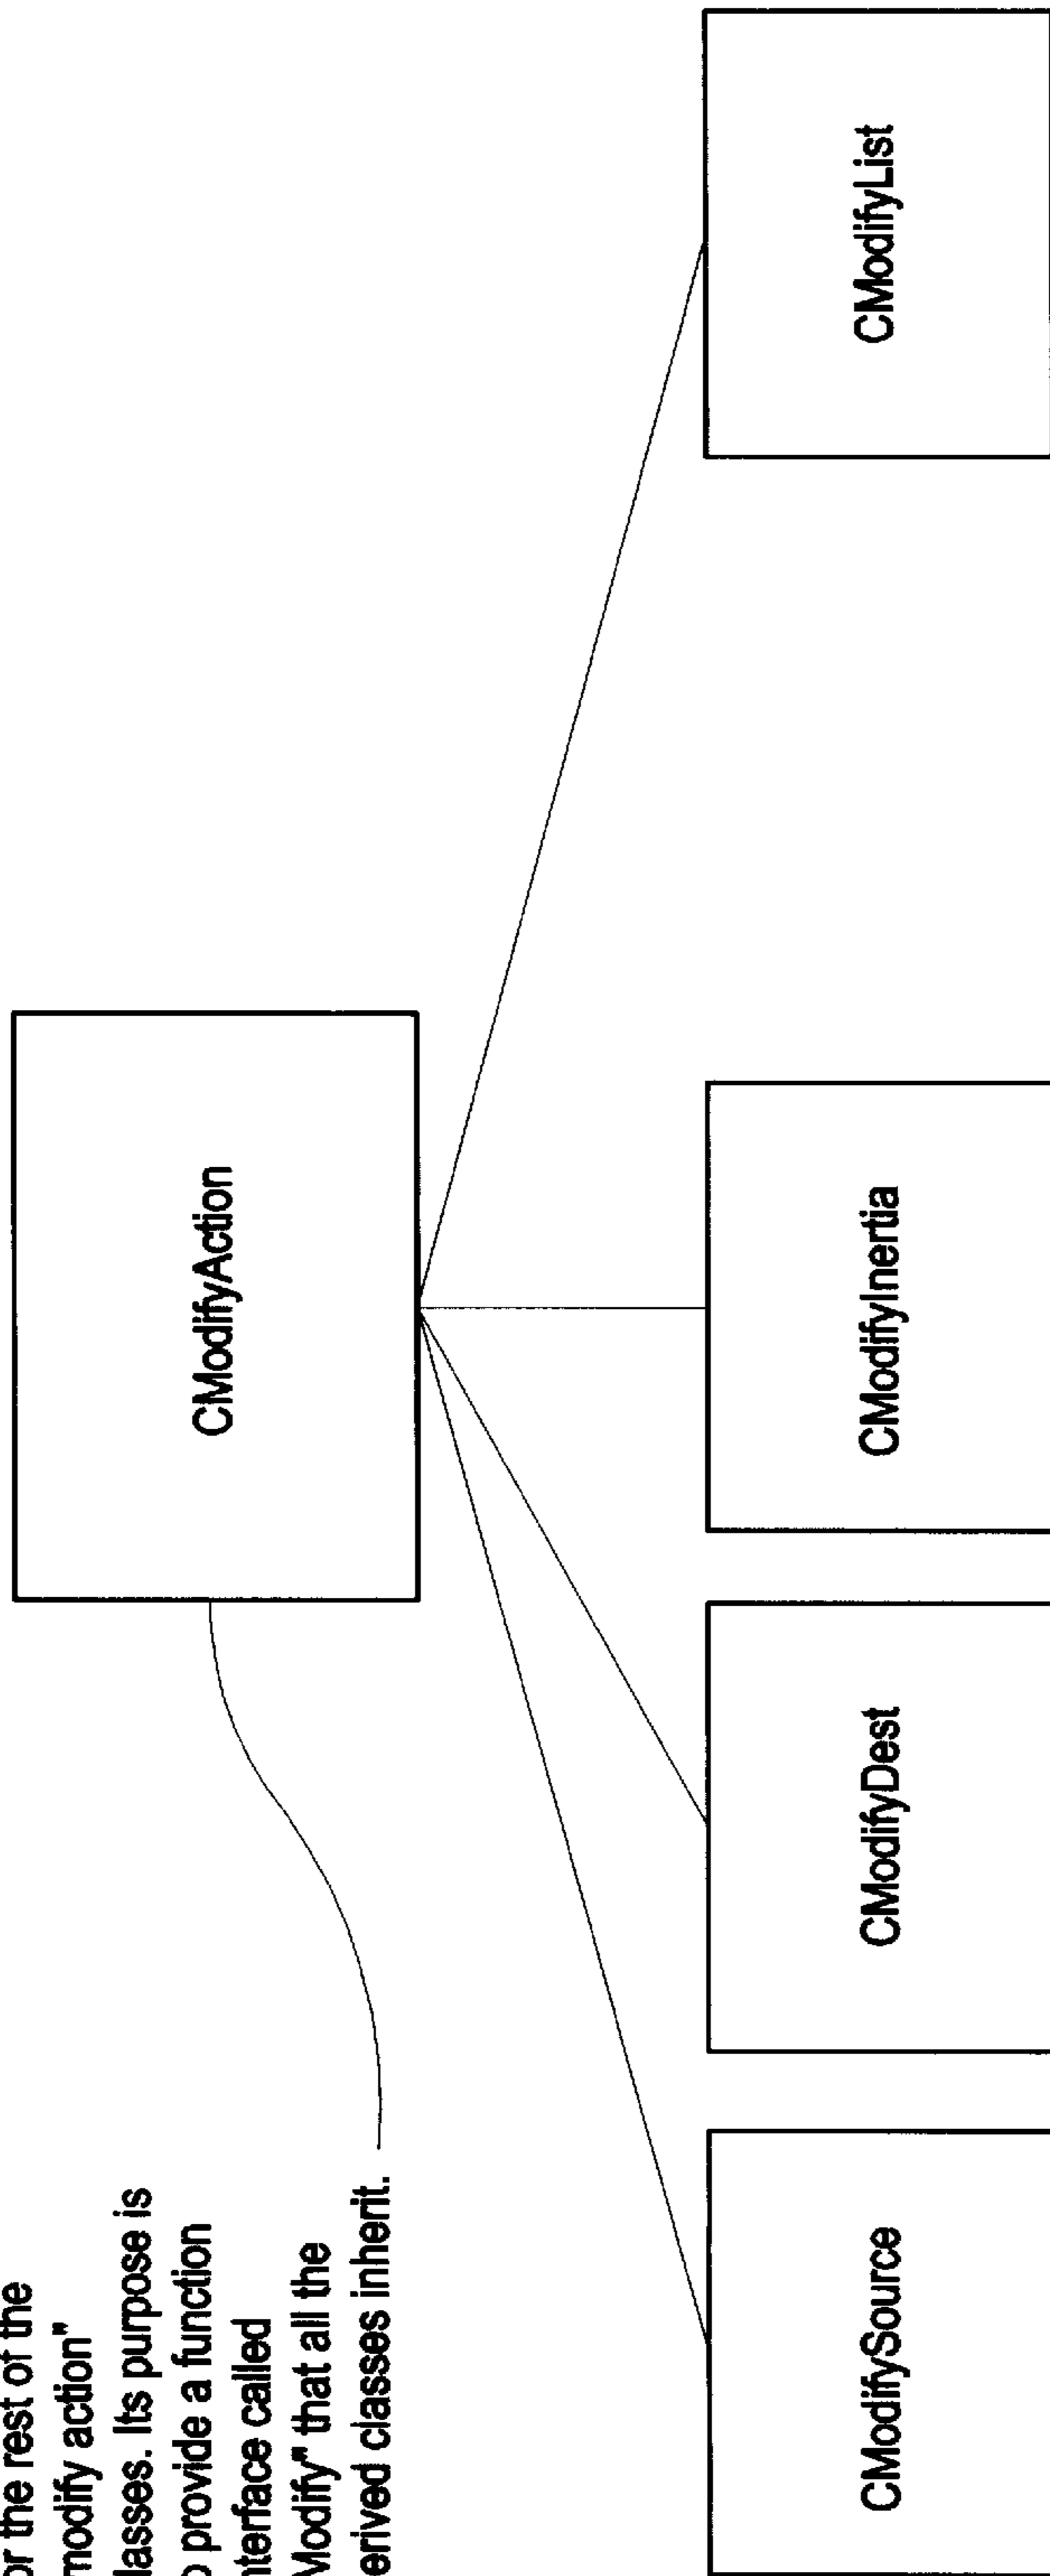 or the rest of the
modify action"
lasses. Its purpose is
o provide a function
nterface called
Modify" that all the
erived classes inherit.
CModifyAction
CModifySource
CModifyDest
CModifyInertia
CModifyList